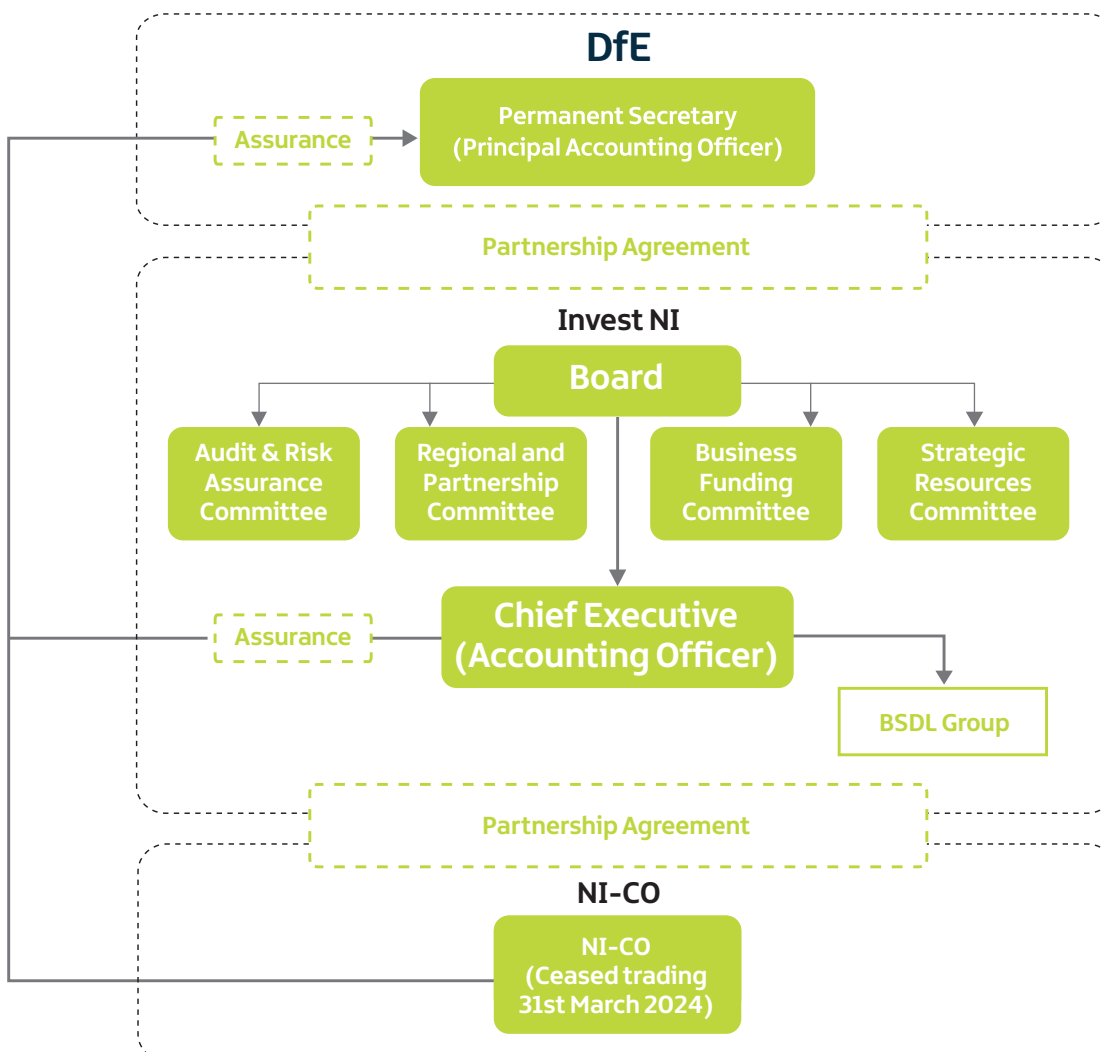 DfE
Assurance
Permanent Secretary
(Principal Accounting Officer)
Partnership Agreement
Invest NI
Board
Audit & Risk
Assurance
Committee
Regional and
Partnership
Committee
Business
Funding
Committee
Strategic
Resources
Committee
Assurance
Chief Executive
(Accounting Officer)
BSDL Group
Partnership Agreement
NI-CO
NI-CO
(Ceased trading
31st March 2024)